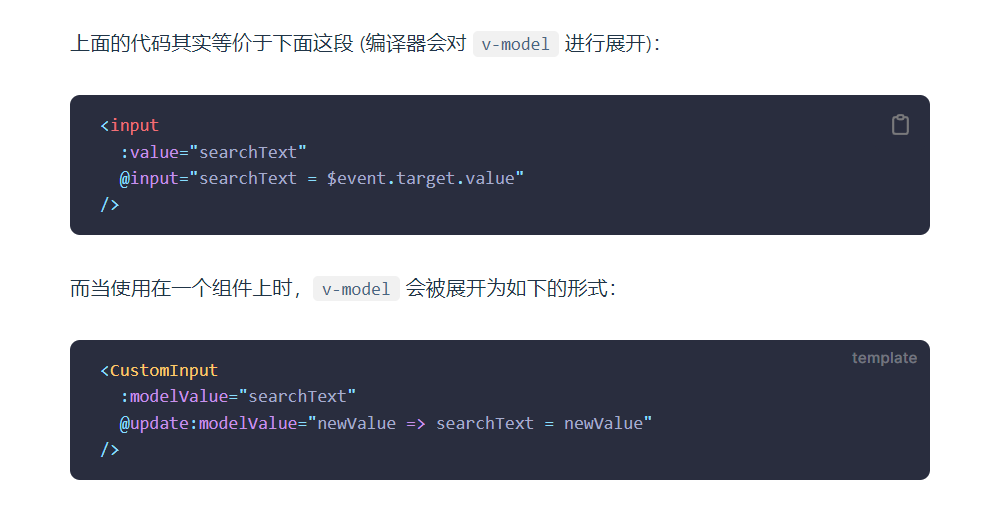 上面的代码其实等价于下面这段 (编译器会对 v-model 进行展开)：
<input
  :value="searchText"
  @input="searchText = $event.target.value"
/>
而当使用在一个组件上时，v-model 会被展开为如下的形式：
template
<CustomInput
  :modelValue="searchText"
  @update:modelValue="newValue => searchText = newValue"
/>